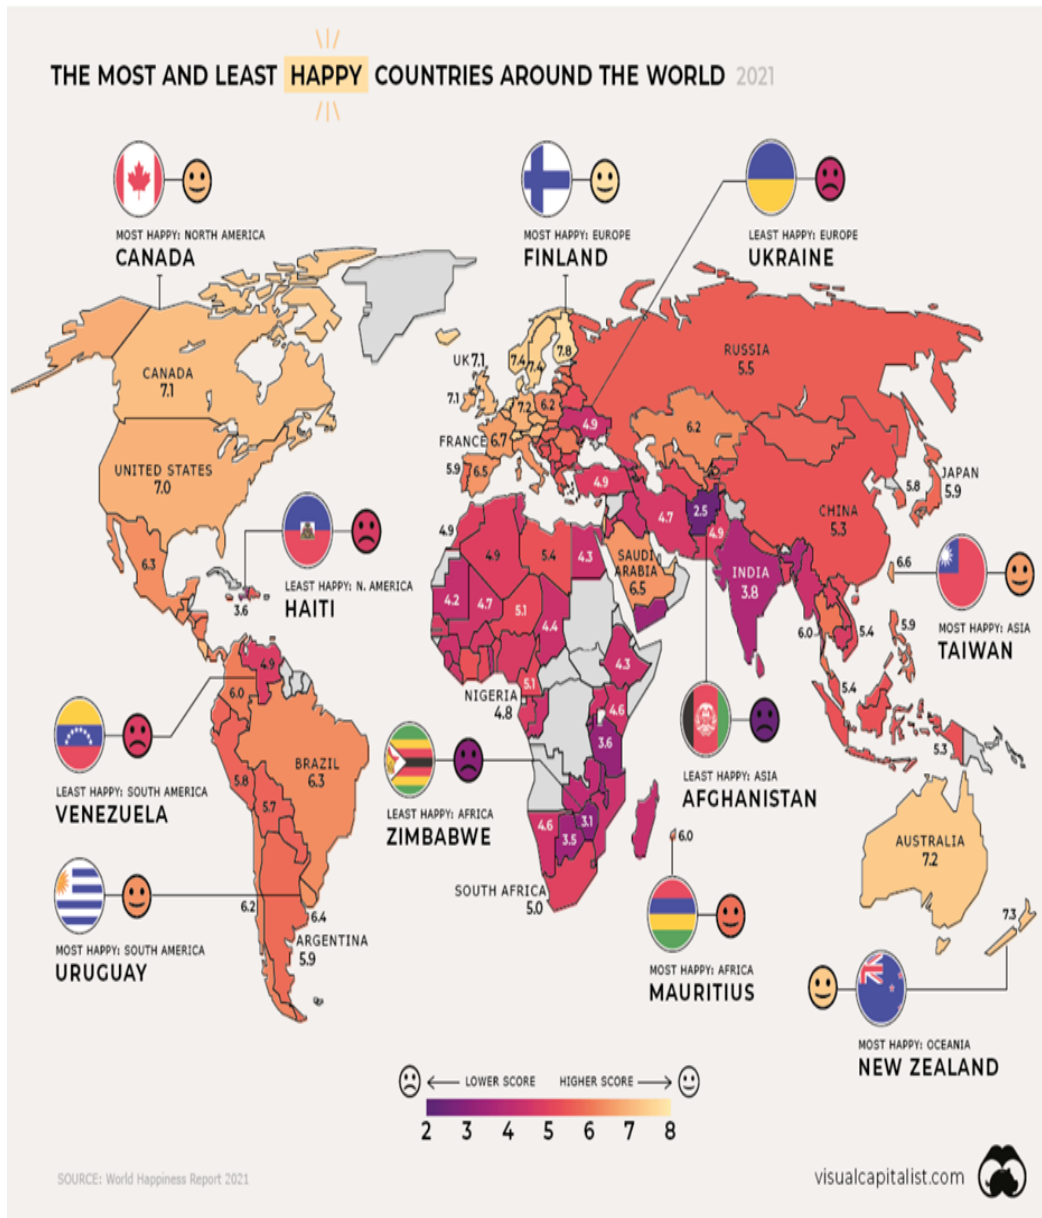 THE MOST AND LEAST HAPPY COUNTRIES AROUND THE WORLD 2021
MOST HAPPY: NORTH AMERICA
CANADA
MOST HAPPY: EUROPE
FINLAND
LEAST HAPPY: EUROPE
UKRAINE
CANADA
7.1
UNITED STATES
7.0
6.3
LEAST HAPPY: N. AMERICA
HAITI
3.6
UK 7.1
7.1
7.4
7.4
7.8
7.2
6.2
FRANCE 6.7
5.9
6.5
4.9
4.9
RUSSIA
5.5
6.2
CHINA
5.3
5.8
JAPAN
5.9
4.7
2.5
4.9
INDIA
3.8
SAUDI
ARABIA
6.5
6.6
MOST HAPPY: ASIA
TAIWAN
6.0
5.4
5.9
5.4
5.3
4.9
4.9
5.4
4.3
4.2
4.7
5.1
4.4
4.3
5.1
NIGERIA
4.8
4.6
3.6
LEAST HAPPY: AFRICA
ZIMBABWE
LEAST HAPPY: ASIA
AFGHANISTAN
4.6
3.5
3.1
SOUTH AFRICA
5.0
6.0
MOST HAPPY: AFRICA
MAURITIUS
4.9
6.0
LEAST HAPPY: SOUTH AMERICA
VENEZUELA
BRAZIL
6.3
5.8
5.7
6.2
6.4
ARGENTINA
5.9
MOST HAPPY: SOUTH AMERICA
URUGUAY
AUSTRALIA
7.2
7.3
MOST HAPPY: OCEANIA
NEW ZEALAND
LOWER SCORE HIGHER SCORE
2 3 4 5 6 7 8
SOURCE: World Happiness Report 2021
visualcapitalist.com